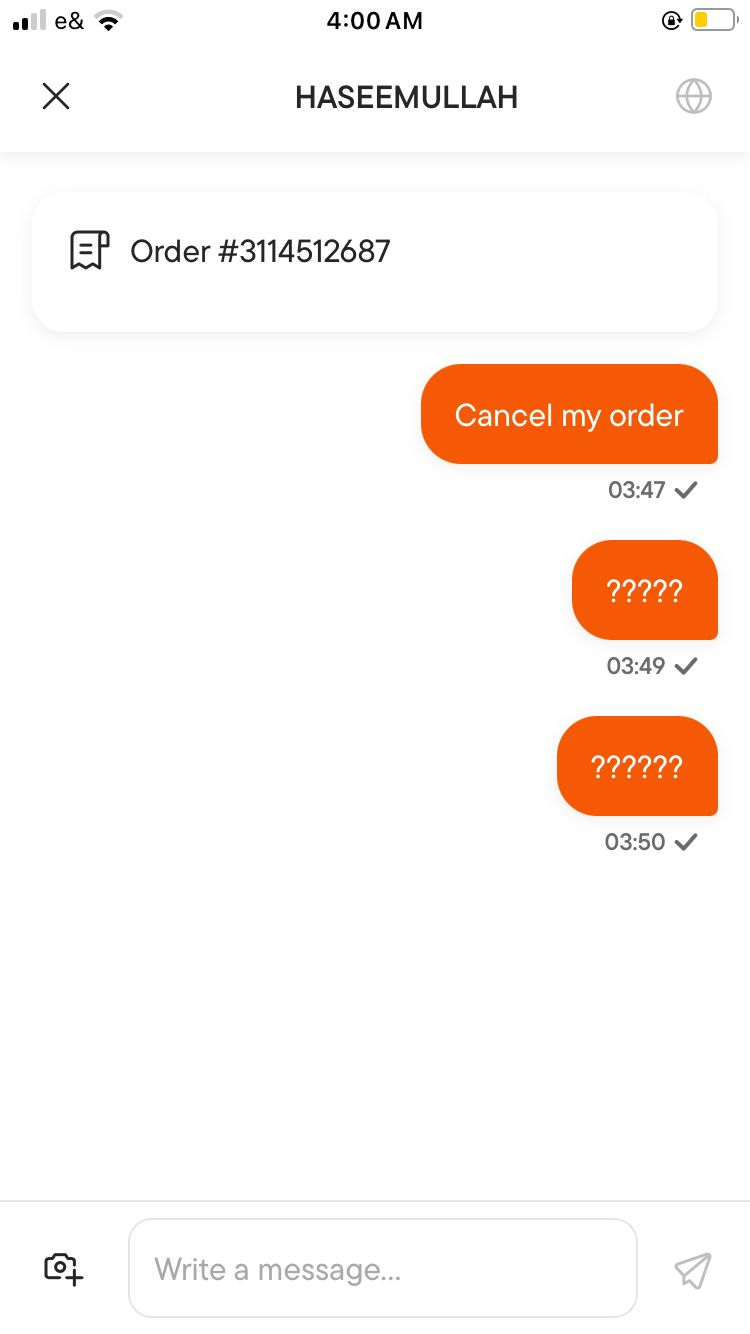 e& 4:00 AM
HASEEMULLAH
Order #3114512687
Cancel my order
03:47
?????
03:49
??????
03:50
Write a message...